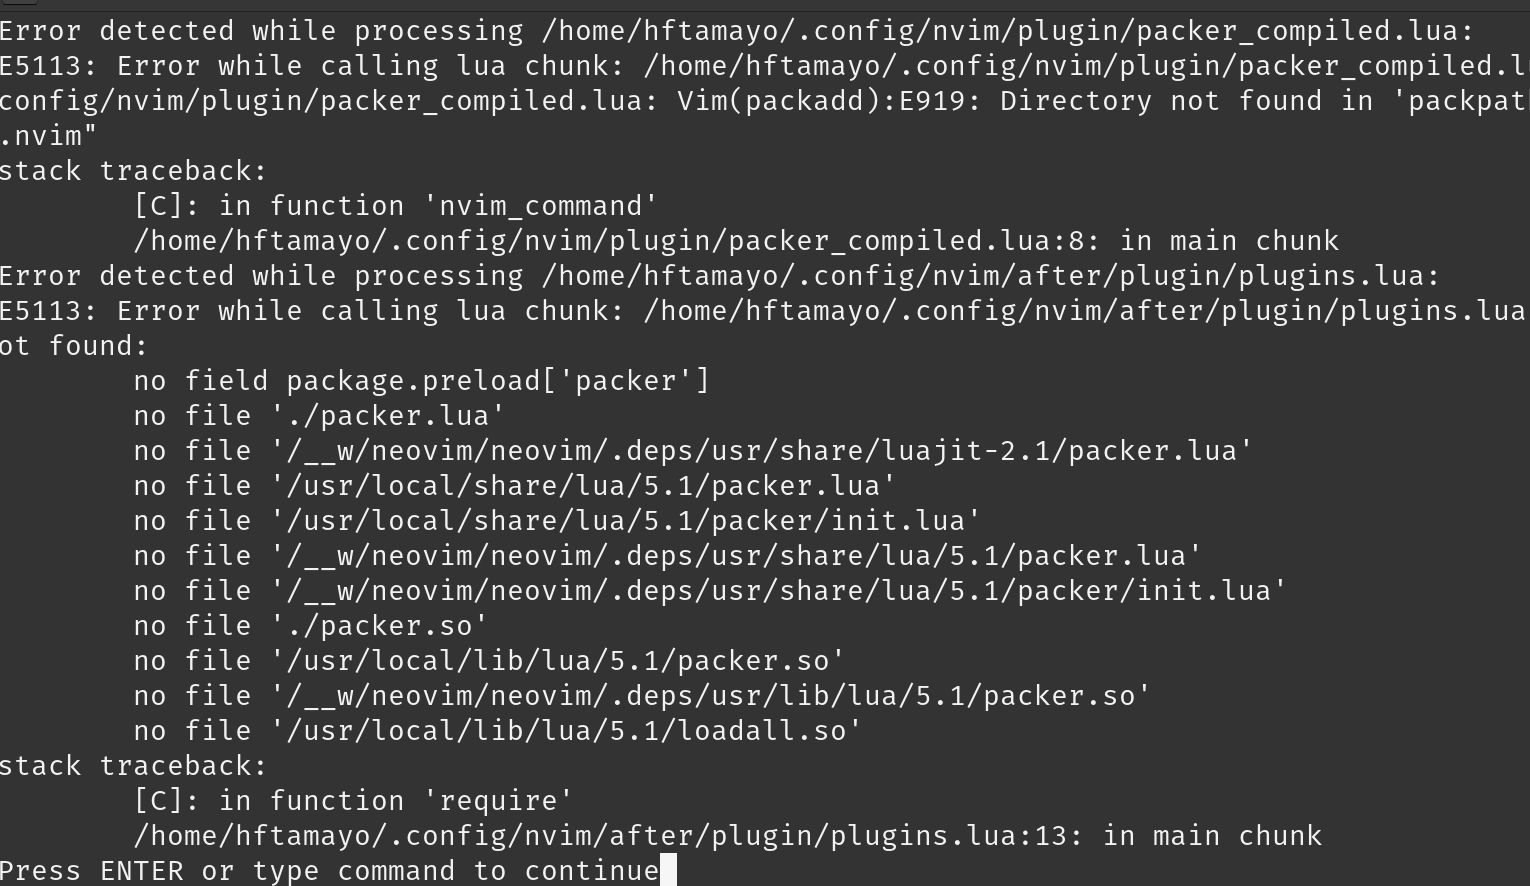 Error detected while processing /home/hftamayo/.config/nvim/plugin/packer_compiled.lua:
E5113: Error while calling lua chunk: /home/hftamayo/.config/nvim/plugin/packer_compiled.l
config/nvim/plugin/packer_compiled.lua: Vim(packadd):E919: Directory not found in 'packpat
.nvim"
stack traceback:
        [C]: in function 'nvim_command'
        /home/hftamayo/.config/nvim/plugin/packer_compiled.lua:8: in main chunk
Error detected while processing /home/hftamayo/.config/nvim/after/plugin/plugins.lua:
E5113: Error while calling lua chunk: /home/hftamayo/.config/nvim/after/plugin/plugins.lua
ot found:
        no field package.preload['packer']
        no file './packer.lua'
        no file '/__w/neovim/neovim/.deps/usr/share/luajit-2.1/packer.lua'
        no file '/usr/local/share/lua/5.1/packer.lua'
        no file '/usr/local/share/lua/5.1/packer/init.lua'
        no file '/__w/neovim/neovim/.deps/usr/share/lua/5.1/packer.lua'
        no file '/__w/neovim/neovim/.deps/usr/share/lua/5.1/packer/init.lua'
        no file './packer.so'
        no file '/usr/local/lib/lua/5.1/packer.so'
        no file '/__w/neovim/neovim/.deps/usr/lib/lua/5.1/packer.so'
        no file '/usr/local/lib/lua/5.1/loadall.so'
stack traceback:
        [C]: in function 'require'
        /home/hftamayo/.config/nvim/after/plugin/plugins.lua:13: in main chunk
Press ENTER or type command to continue